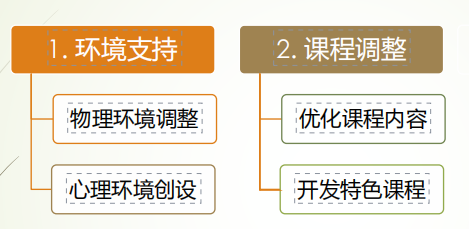 1. 环境支持
物理环境调整
心理环境创设
2. 课程调整
优化课程内容
开发特色课程